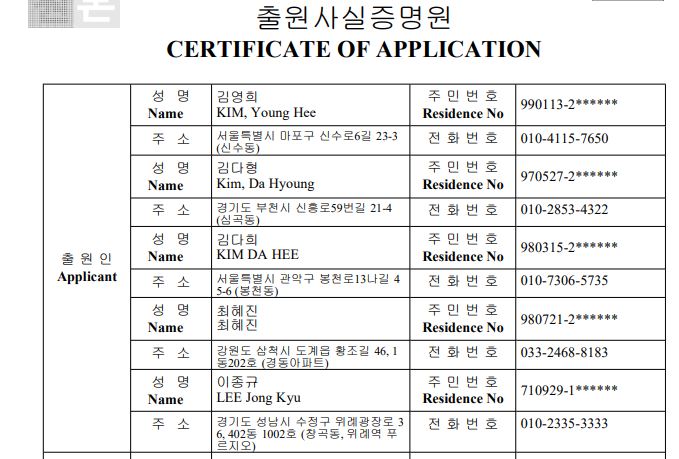 본
출원사실증명원
CERTIFICATE OF APPLICATION
출 원 인
Applicant
성 명
Name
김영희
KIM, Young Hee
주 민 번 호
Residence No
990113-2******
주 소
서울특별시 마포구 신수로6길 23-3
(신수동)
전 화 번 호
010-4115-7650
성 명
Name
김다형
Kim, Da Hyoung
주 민 번 호
Residence No
970527-2******
주 소
경기도 부천시 신흥로59번길 21-4
(심곡동)
전 화 번 호
010-2853-4322
성 명
Name
김다희
KIM DA HEE
주 민 번 호
Residence No
980315-2******
주 소
서울특별시 관악구 봉천로13나길 4
5-6 (봉천동)
전 화 번 호
010-7306-5735
성 명
Name
최혜진
최혜진
주 민 번 호
Residence No
980721-2******
주 소
강원도 삼척시 도계읍 황조길 46, 1
동202호 (경동아파트)
전 화 번 호
033-2468-8183
성 명
Name
이종규
LEE Jong Kyu
주 민 번 호
Residence No
710929-1******
주 소
경기도 성남시 수정구 위례광장로 3
6, 402동 1002호 (창곡동, 위례역 푸
르지오)
전 화 번 호
010-2335-3333